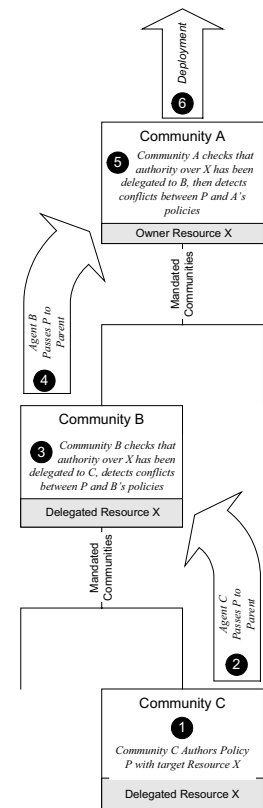 Deployment
6
Community A
5
Community A checks that
authority over X has been
delegated to B, then detects
conflicts between P and A's
policies
Owner Resource X
Mandated
Communities
Agent B
Passes P to
Parent
4
Community B
3
Community B checks that
authority over X has been
delegated to C, detects conflicts
between P and B's policies
Delegated Resource X
Mandated
Communities
Agent C
Passes P to
Parent
2
Community C
1
Community C Authors Policy
P with target Resource X
Delegated Resource X